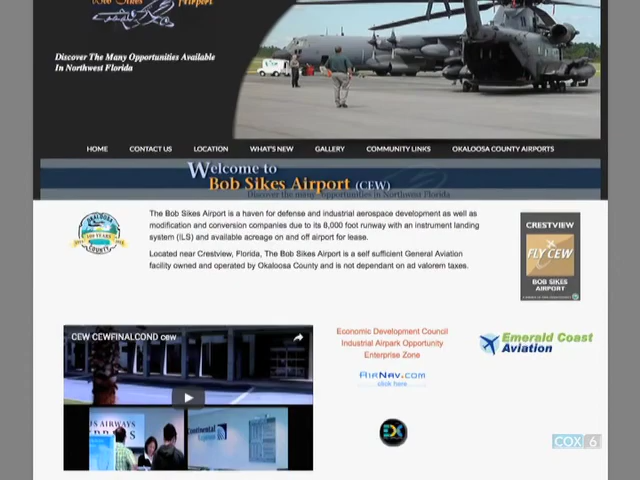 Bob Sikes Airport
Discover The Many Opportunities Available
In Northwest Florida
HOME CONTACT US LOCATION WHAT'S NEW GALLERY COMMUNITY LINKS OKALOOSA COUNTY AIRPORTS
Welcome to
Bob Sikes Airport (CEW)
Discover the many opportunities in Northwest Florida
The Bob Sikes Airport is a haven for defense and industrial aerospace development as well as
modification and conversion companies due to its 8,000 foot runway with an instrument landing
system (ILS) and available acreage on and off airport for lease.
Located near Crestview, Florida, The Bob Sikes Airport is a self sufficient General Aviation
facility owned and operated by Okaloosa County and is not dependant on ad valorem taxes.
OKALOOSA
100 YEARS
COUNTY
CRESTVIEW
FLY CEW
BOB SIKES
AIRPORT
CEW CEWFINALCOND cew
US AIRWAYS
Continental
Express
Economic Development Council
Industrial Airpark Opportunity
Enterprise Zone
AIRNAV.COM
click here
Emerald Coast
Aviation
COX 6